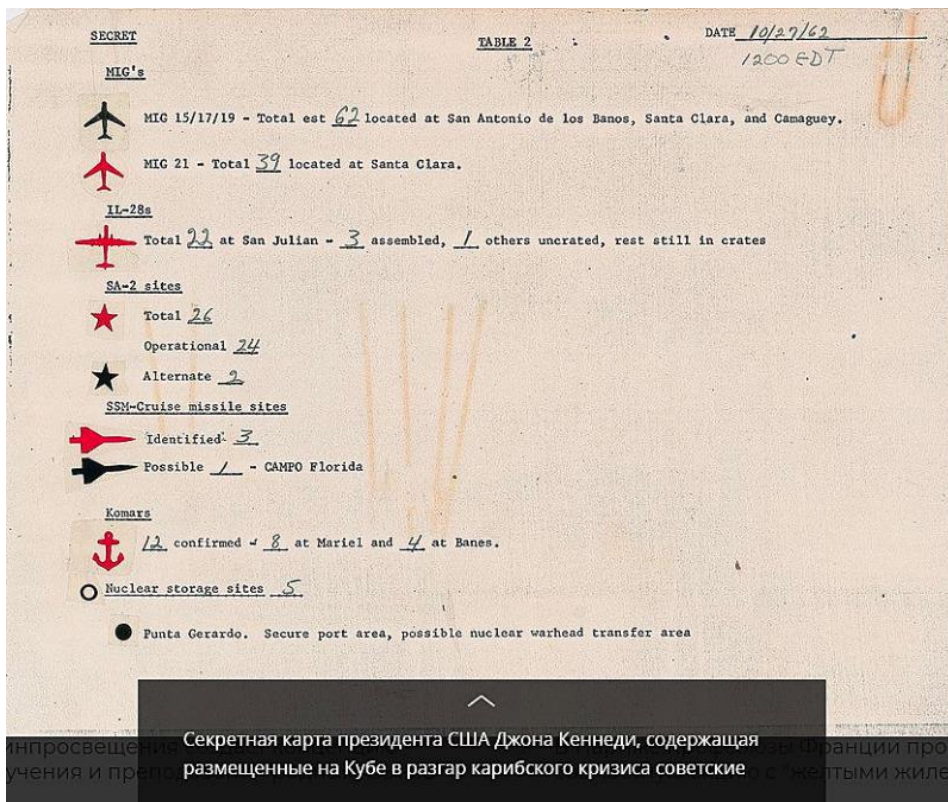 SECRET
TABLE 2
DATE 10/27/62
1200 EDT
MIG's
MIG 15/17/19 - Total est 62 located at San Antonio de los Banos, Santa Clara, and Camaguey.
MIG 21 - Total 39 located at Santa Clara.
IL-28s
Total 22 at San Julian - 3 assembled, 1 others uncrated, rest still in crates
SA-2 sites
Total 26
Operational 24
Alternate 2
SSM-Cruise missile sites
Identified- 3
Possible 1 - CAMPO Florida
Komars
12 confirmed - 8 at Mariel and 4 at Banes.
Nuclear storage sites 5
Punta Gerardo. Secure port area, possible nuclear warhead transfer area
Секретная карта президента США Джона Кеннеди, содержащая
размещенные на Кубе в разгар карибского кризиса советские